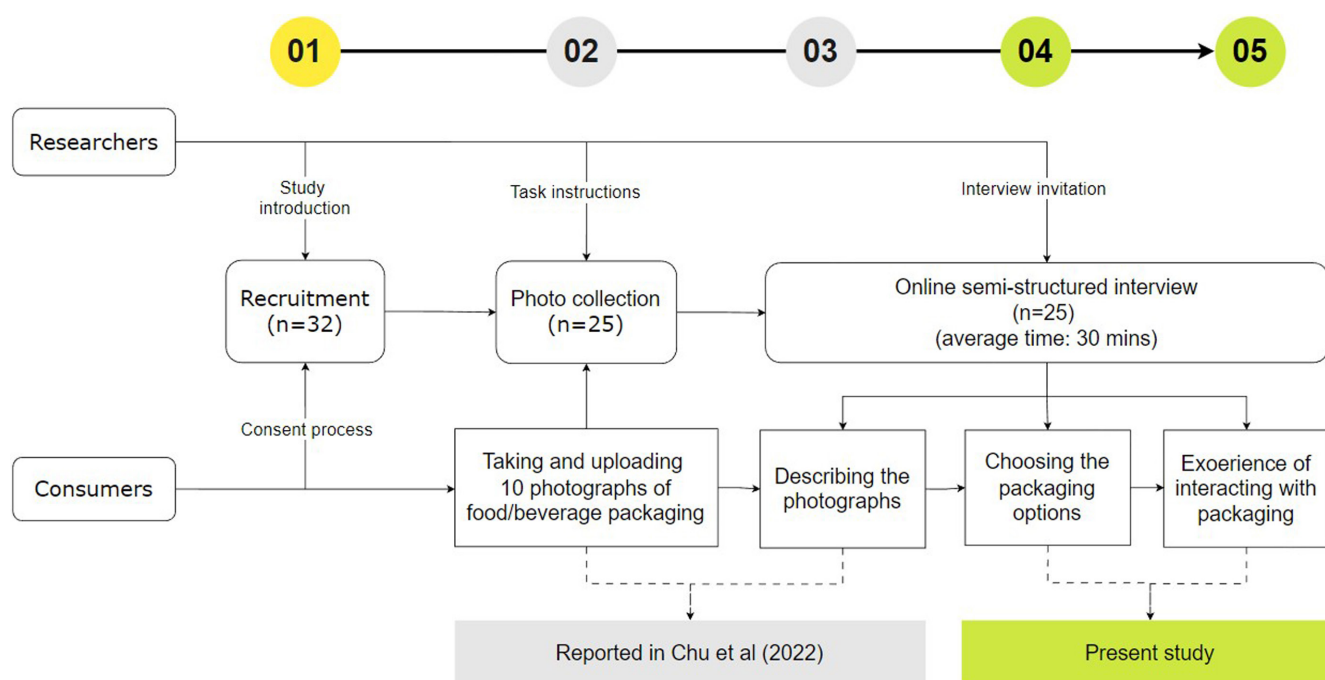 01
02
03
04
05
Researchers
Study
introduction
Task instructions
Interview invitation
Recruitment
(n=32)
Photo collection
(n=25)
Online semi-structured interview
(n=25)
(average time: 30 mins)
Consent process
Consumers
Taking and uploading
10 photographs of
food/beverage packaging
Describing the
photographs
Choosing the
packaging
options
Exoerience of
interacting with
packaging
Reported in Chu et al (2022)
Present study